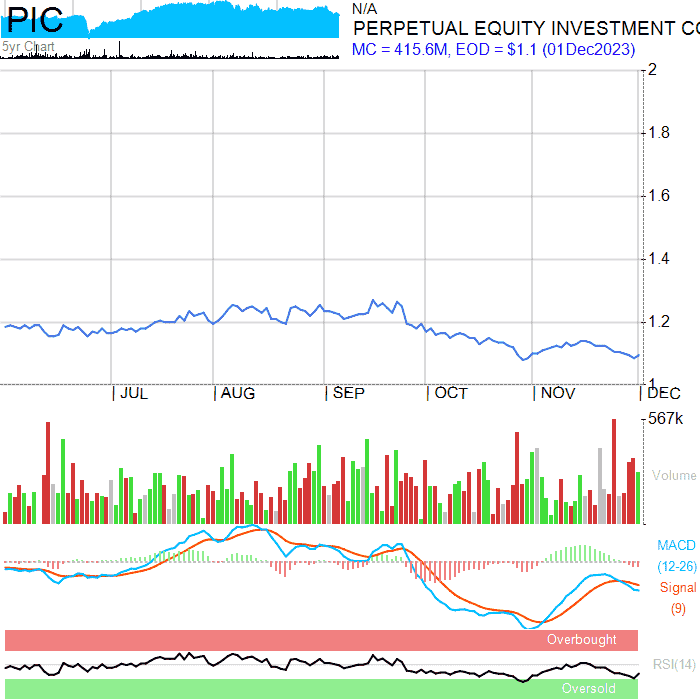 PIC
N/A
PERPETUAL EQUITY INVESTMENT CO
MC = 415.6M, EOD = $1.1 (01Dec2023)
5yr Chart
2
1.8
1.6
1.4
1.2
1
JUL AUG SEP OCT NOV DEC
567k
Volume
MACD
(12-26)
Signal
(9)
Overbought
RSI(14)
Oversold